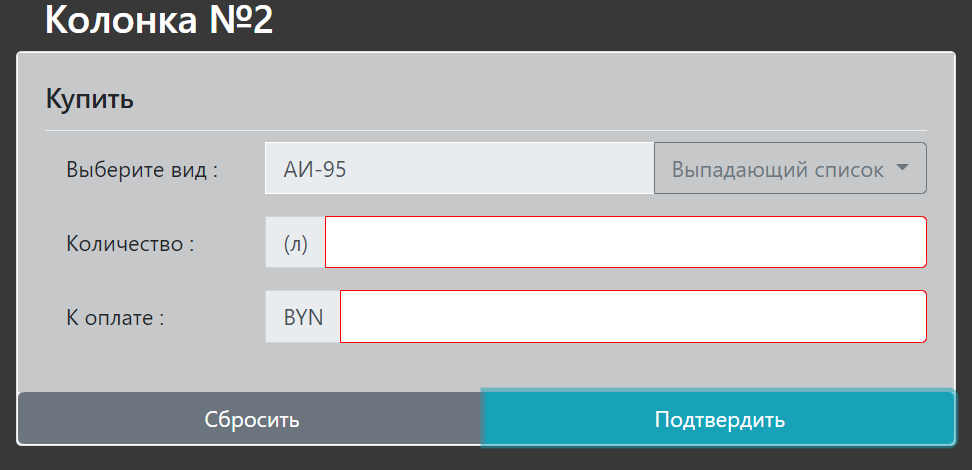 Колонка №2
Купить
Выберите вид : АИ-95 Выпадающий список
Количество : (л)
К оплате : BYN
Сбросить Подтвердить